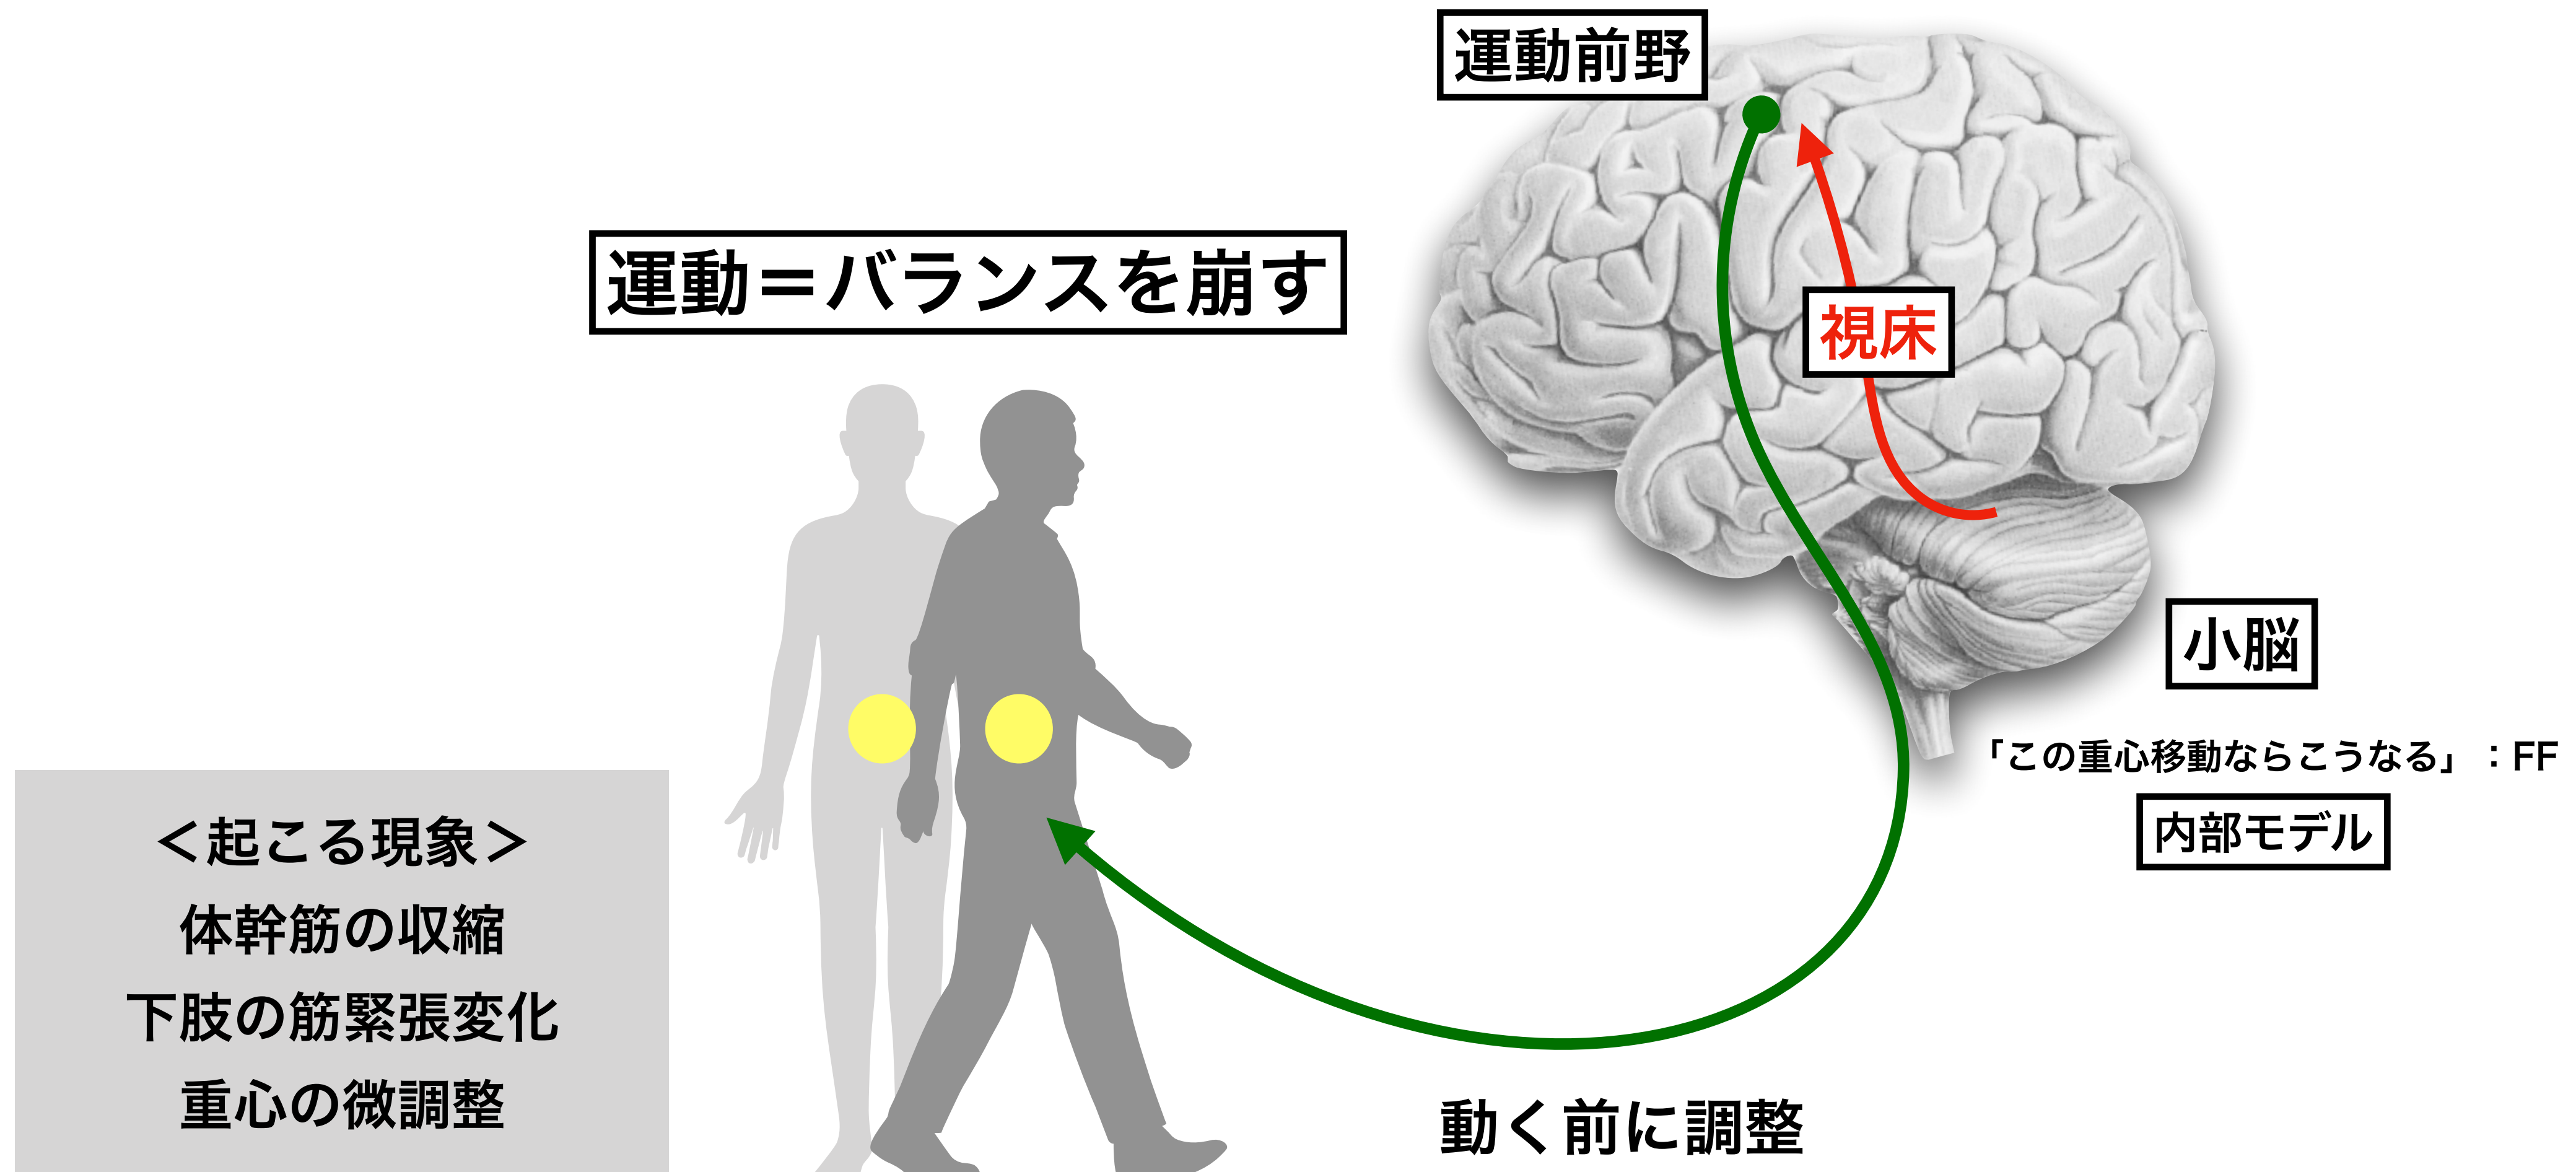 運動前野
運動＝バランスを崩す
視床
小脳
「この重心移動ならこうなる」：FF
内部モデル
＜起こる現象＞
体幹筋の収縮
下肢の筋緊張変化
重心の微調整
動く前に調整